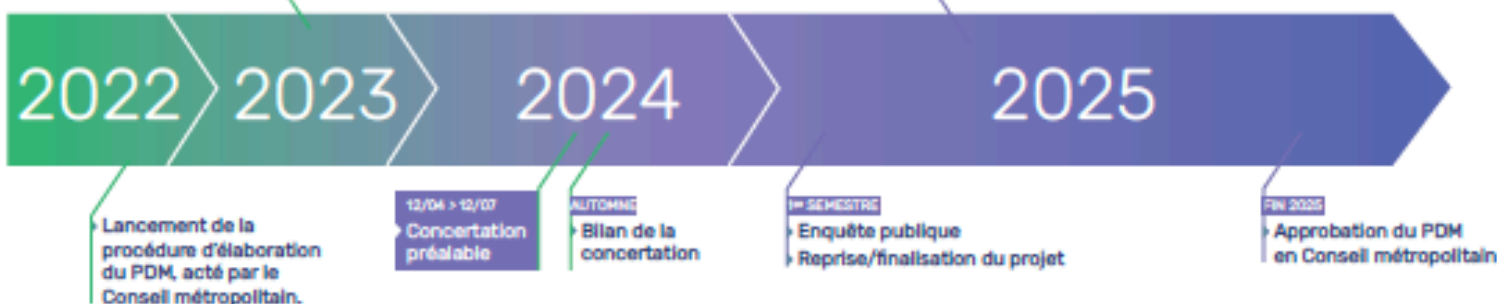 2022
2023
2024
2025
Lancement de la
procédure d'élaboration
du PDM, acté par le
Conseil métropolitain.
12/04 > 12/07
Concertation
préalable
AUTOMNE
Bilan de la
concertation
1er SEMESTRE
Enquête publique
Reprise/finalisation du projet
FIN 2025
Approbation du PDM
en Conseil métropolitain